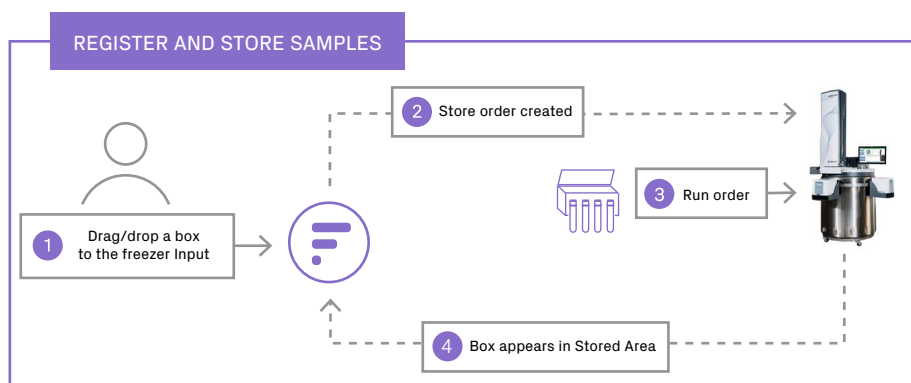 REGISTER AND STORE SAMPLES
2 Store order created
3 Run order
1 Drag/drop a box
to the freezer Input
4 Box appears in Stored Area